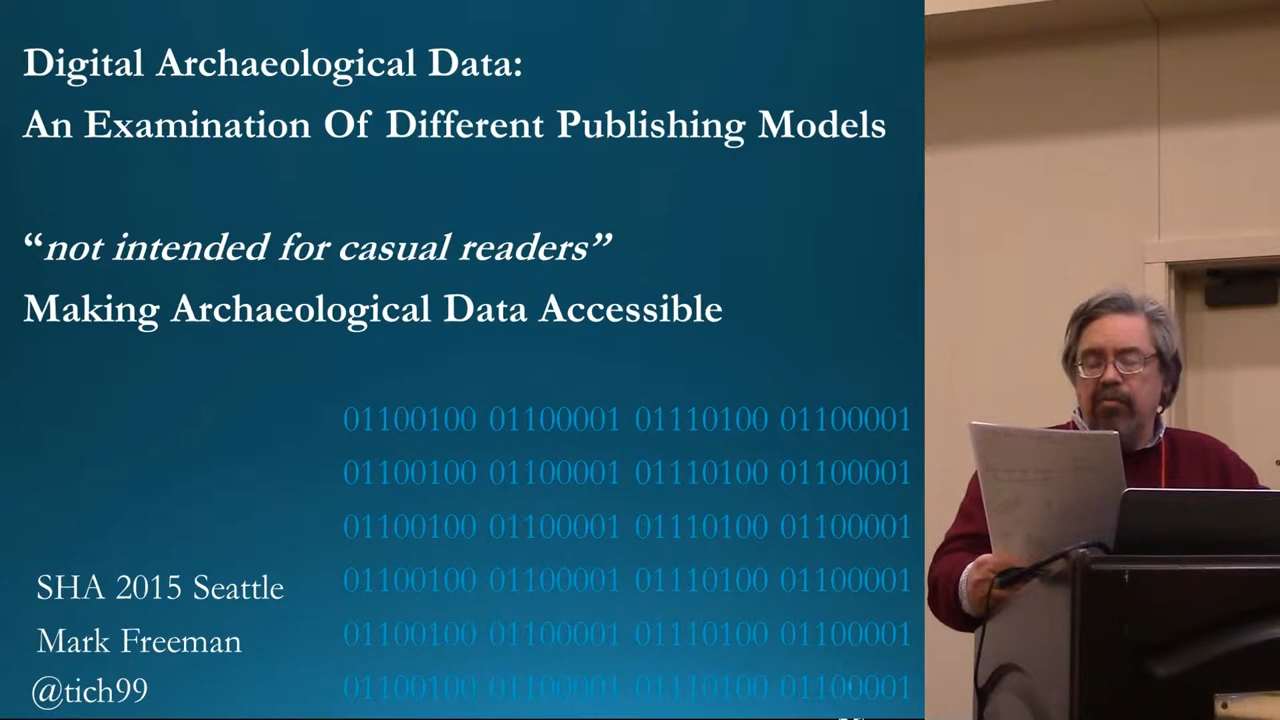 Digital Archaeological Data:
An Examination Of Different Publishing Models
“not intended for casual readers”
Making Archaeological Data Accessible
01100100 01100001 01110100 01100001
01100100 01100001 01110100 01100001
01100100 01100001 01110100 01100001
01100100 01100001 01110100 01100001
01100100 01100001 01110100 01100001
01100100 01100001 01110100 01100001
SHA 2015 Seattle
Mark Freeman
@tich99